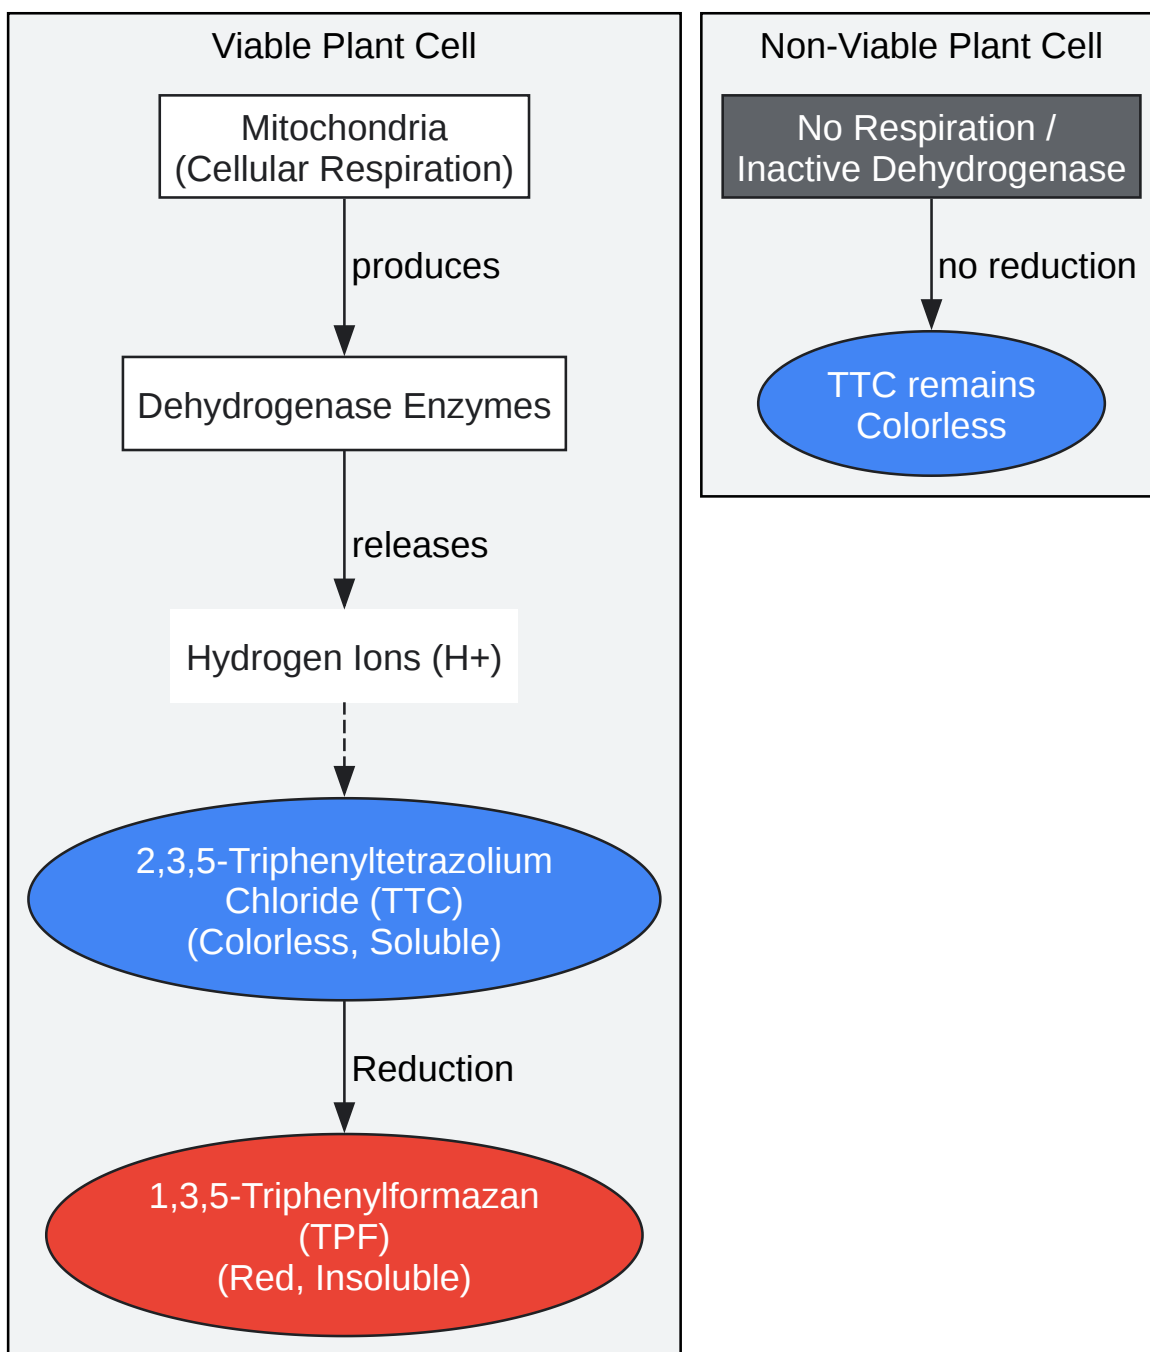 Viable Plant Cell
Mitochondria
(Cellular Respiration)
produces
Dehydrogenase Enzymes
releases
Hydrogen Ions (H+)
2,3,5-Triphenyltetrazolium
Chloride (TTC)
(Colorless, Soluble)
Reduction
1,3,5-Triphenylformazan
(TPF)
(Red, Insoluble)
Non-Viable Plant Cell
No Respiration /
Inactive Dehydrogenase
no reduction
TTC remains
Colorless